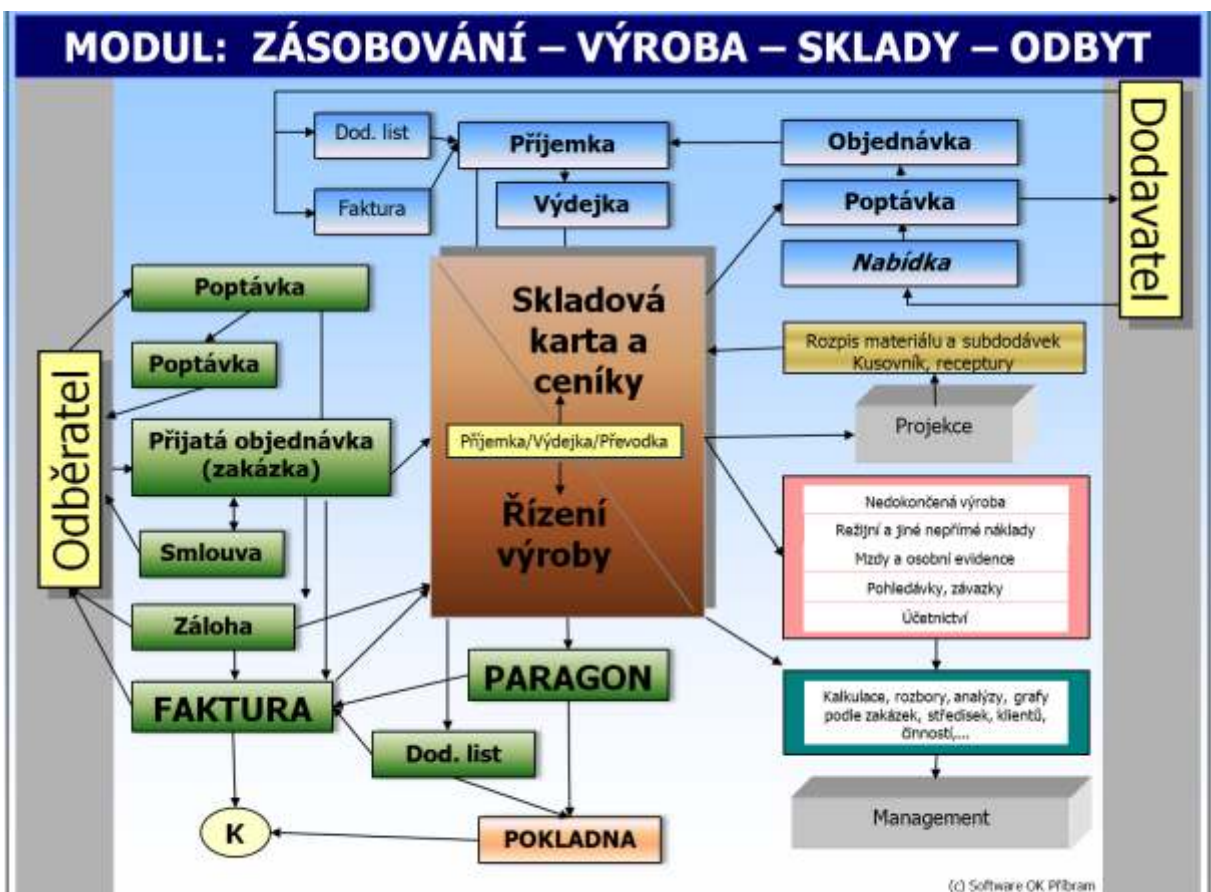 MODUL: ZÁSOBOVÁNÍ – VÝROBA – SKLADY – ODBYT
Dodavatel
Dod. list
Příjemka
Objednávka
Faktura
Výdejka
Poptávka
Nabídka
Odběratel
Poptávka
Poptávka
Přijatá objednávka
(zakázka)
Smlouva
Záloha
FAKTURA
Skladová
karta a
ceníky
Příjemka/Výdejka/Převodka
Řízení
výroby
Rozpis materiálu a subdodávek
Kusovník, receptury
Projekce
Nedokončená výroba
Režijní a jiné nepřímé náklady
Mzdy a osobní evidence
Pohledávky, závazky
Účetnictví
PARAGON
Dod. list
Kalkulace, rozbory, analýzy, grafy
podle zakázek, středisek, klientů,
činností,...
K
POKLADNA
Management
(c) Software OK Příbram